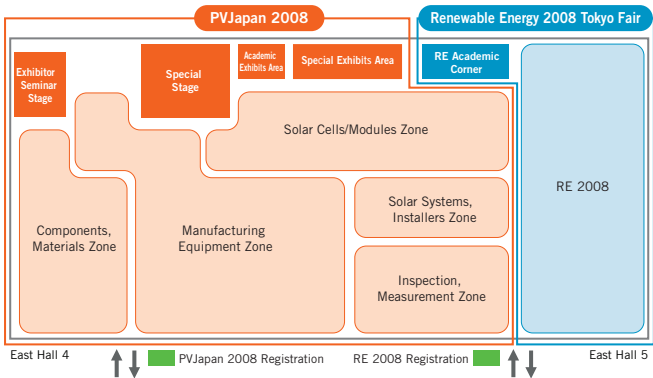 PVJapan 2008
Renewable Energy 2008 Tokyo Fair
Exhibitor
Seminar
Stage
Special
Stage
Academic
Exhibits Area
Special Exhibits Area
RE Academic
Corner
Solar Cells/Modules Zone
RE 2008
Solar Systems,
Installers Zone
Components,
Materials Zone
Manufacturing
Equipment Zone
Inspection,
Measurement Zone
East Hall 4
PVJapan 2008 Registration
RE 2008 Registration
East Hall 5